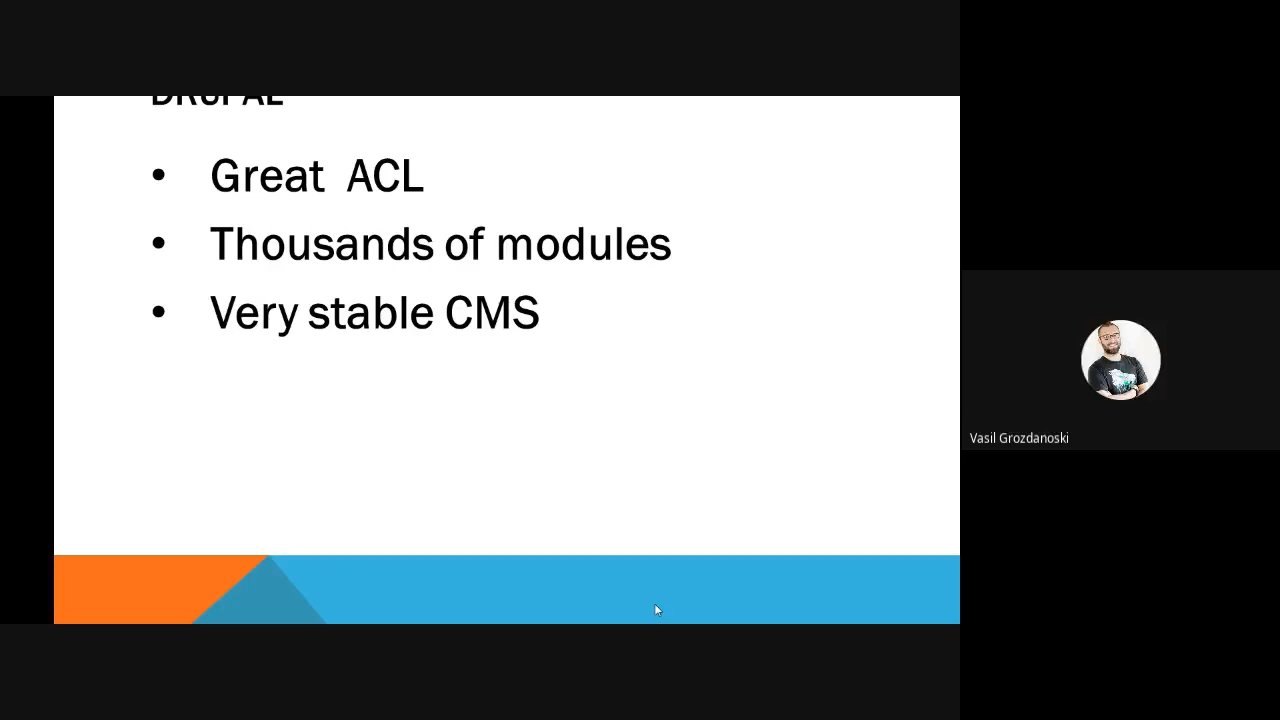 DRUPAL
• Great ACL
• Thousands of modules
• Very stable CMS
Vasil Grozdanoski